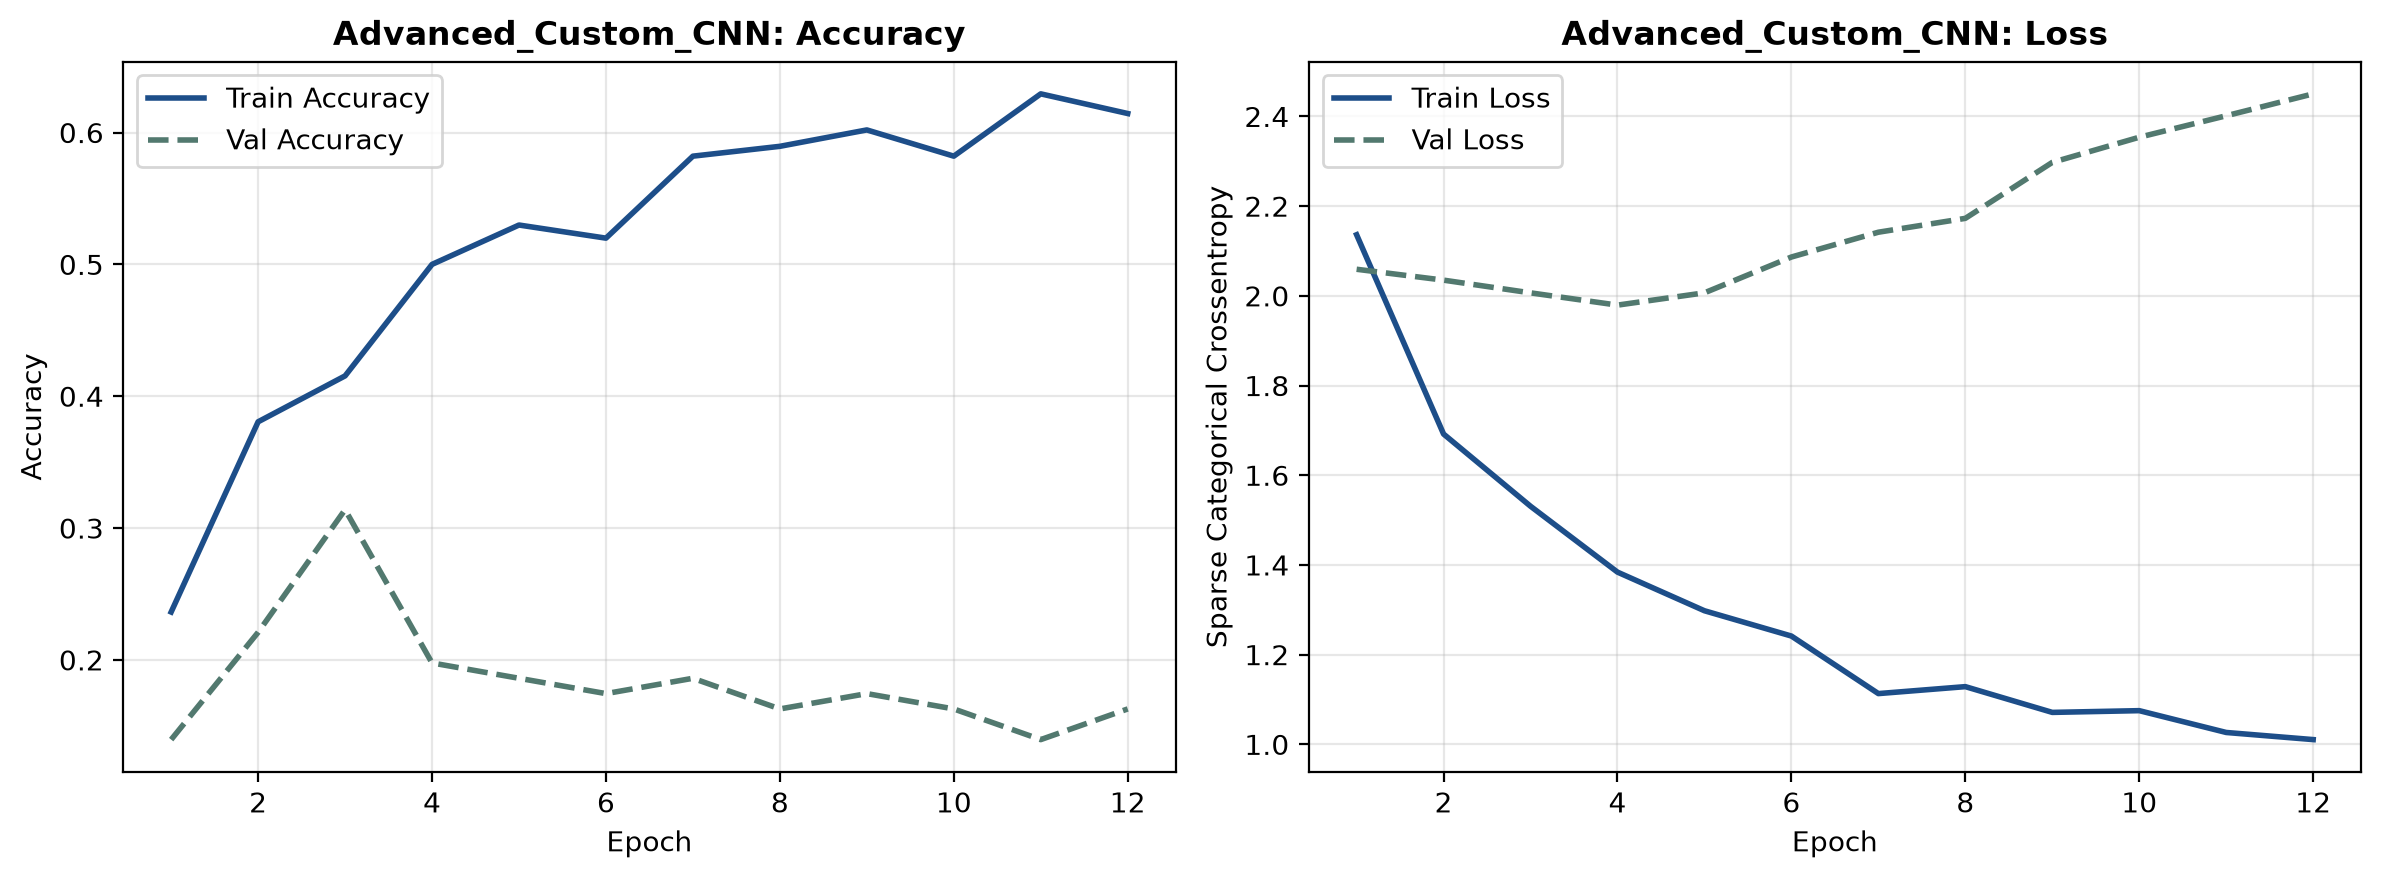 Advanced_Custom_CNN: Accuracy
Train Accuracy
Val Accuracy
0.6
0.5
0.4
0.3
0.2
Accuracy
2 4 6 8 10 12
Epoch
Advanced_Custom_CNN: Loss
Train Loss
Val Loss
2.4
2.2
2.0
1.8
1.6
1.4
1.2
1.0
Sparse Categorical Crossentropy
2 4 6 8 10 12
Epoch